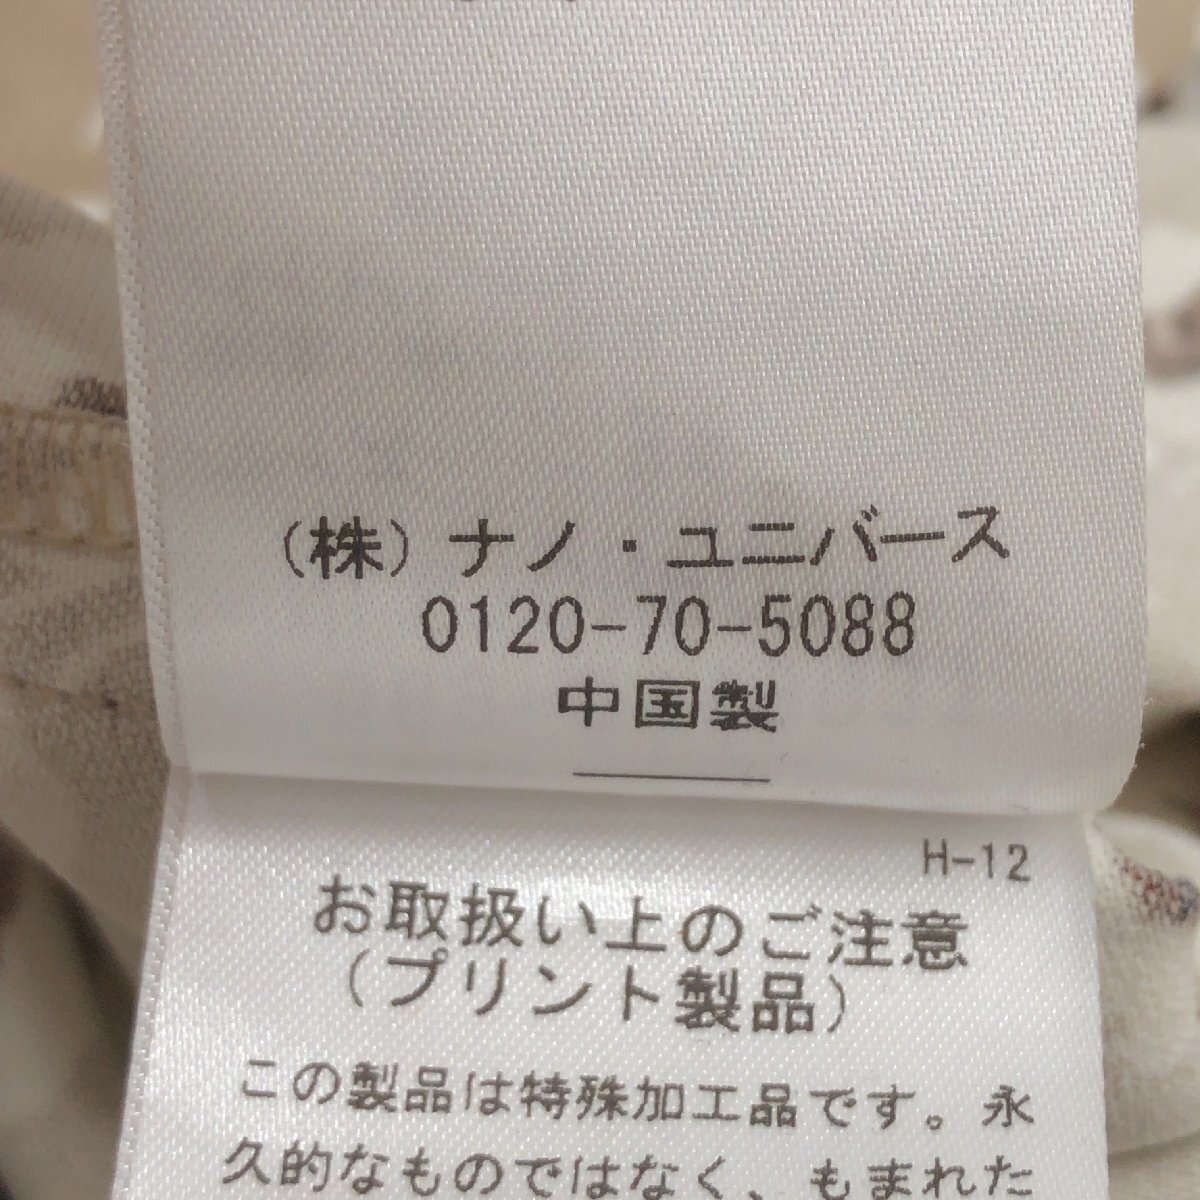 （株）ナノ・ユニバース
0120-70-5088
中国製
H-12
お取扱い上のご注意
（プリント製品）
この製品は特殊加工品です。永
久的なものではなく、もまれた